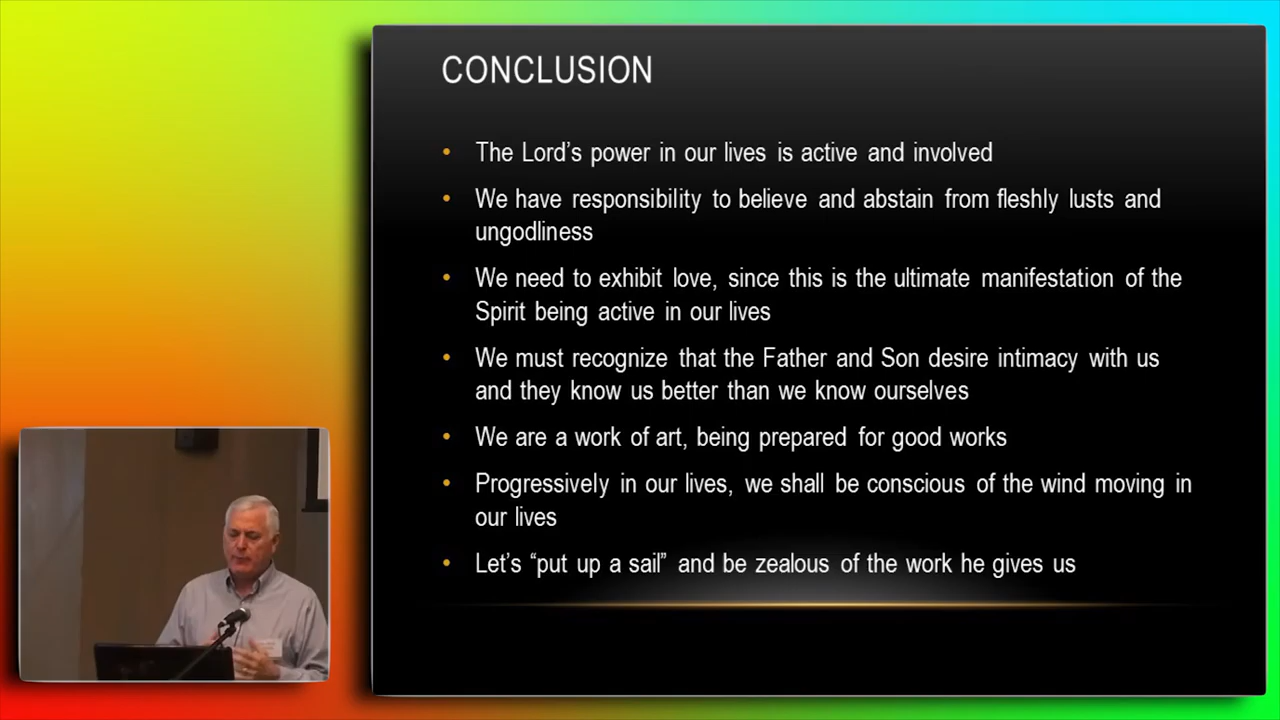 CONCLUSION
• The Lord’s power in our lives is active and involved
• We have responsibility to believe and abstain from fleshly lusts and
ungodliness
• We need to exhibit love, since this is the ultimate manifestation of the
Spirit being active in our lives
• We must recognize that the Father and Son desire intimacy with us
and they know us better than we know ourselves
• We are a work of art, being prepared for good works
• Progressively in our lives, we shall be conscious of the wind moving in
our lives
• Let’s “put up a sail” and be zealous of the work he gives us